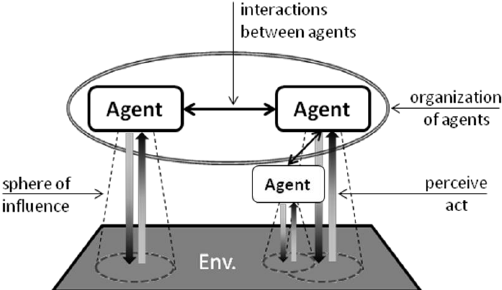 interactions
between agents
Agent
Agent
organization
of agents
Agent
sphere of
influence
perceive
act
Env.